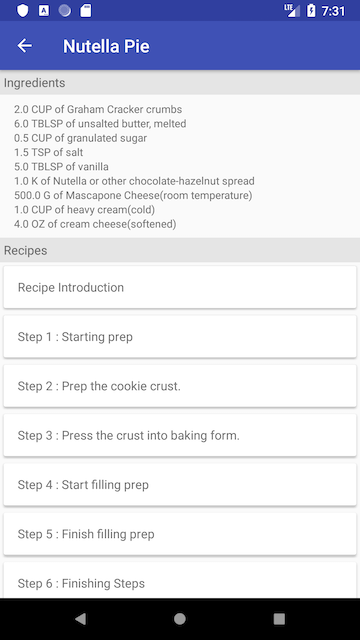 LTE 7:31
Nutella Pie
Ingredients
2.0 CUP of Graham Cracker crumbs
6.0 TBLSP of unsalted butter, melted
0.5 CUP of granulated sugar
1.5 TSP of salt
5.0 TBLSP of vanilla
1.0 K of Nutella or other chocolate-hazelnut spread
500.0 G of Mascapone Cheese(room temperature)
1.0 CUP of heavy cream(cold)
4.0 OZ of cream cheese(softened)
Recipes
Recipe Introduction
Step 1 : Starting prep
Step 2 : Prep the cookie crust.
Step 3 : Press the crust into baking form.
Step 4 : Start filling prep
Step 5 : Finish filling prep
Step 6 : Finishing Steps